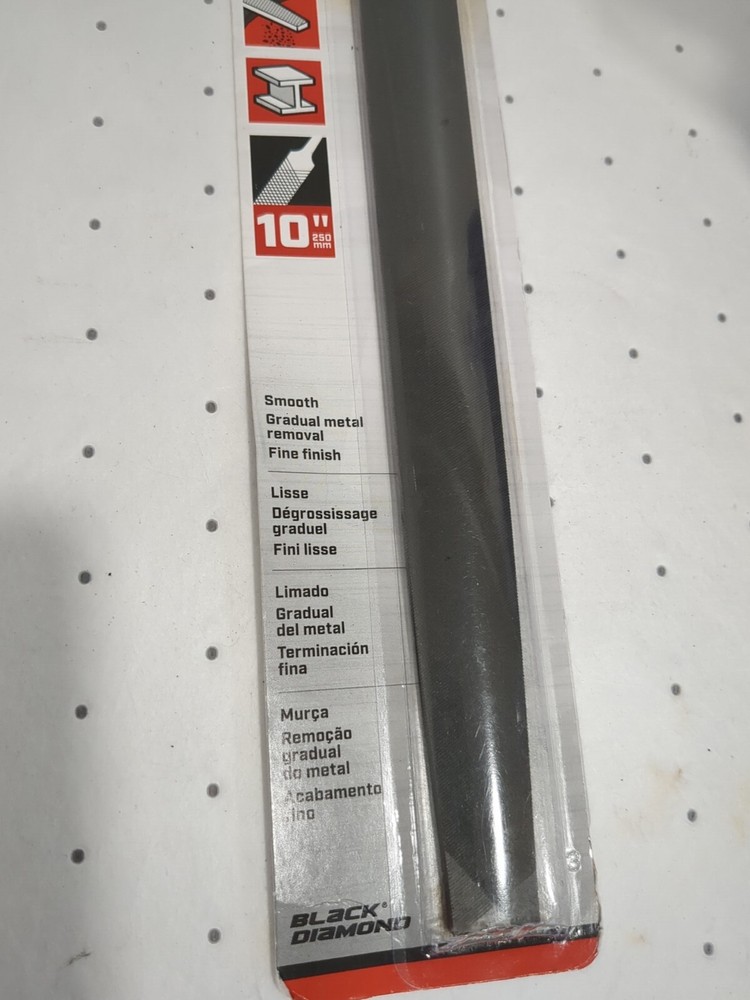 10"
250
mm
Smooth
Gradual metal
removal
Fine finish
Lisse
Dégrossissage
graduel
Fini lisse
Limado
Gradual
del metal
Terminación
fina
Murça
Remoção
gradual
do metal
Acabamento
fino
BLACK®
DIAMOND